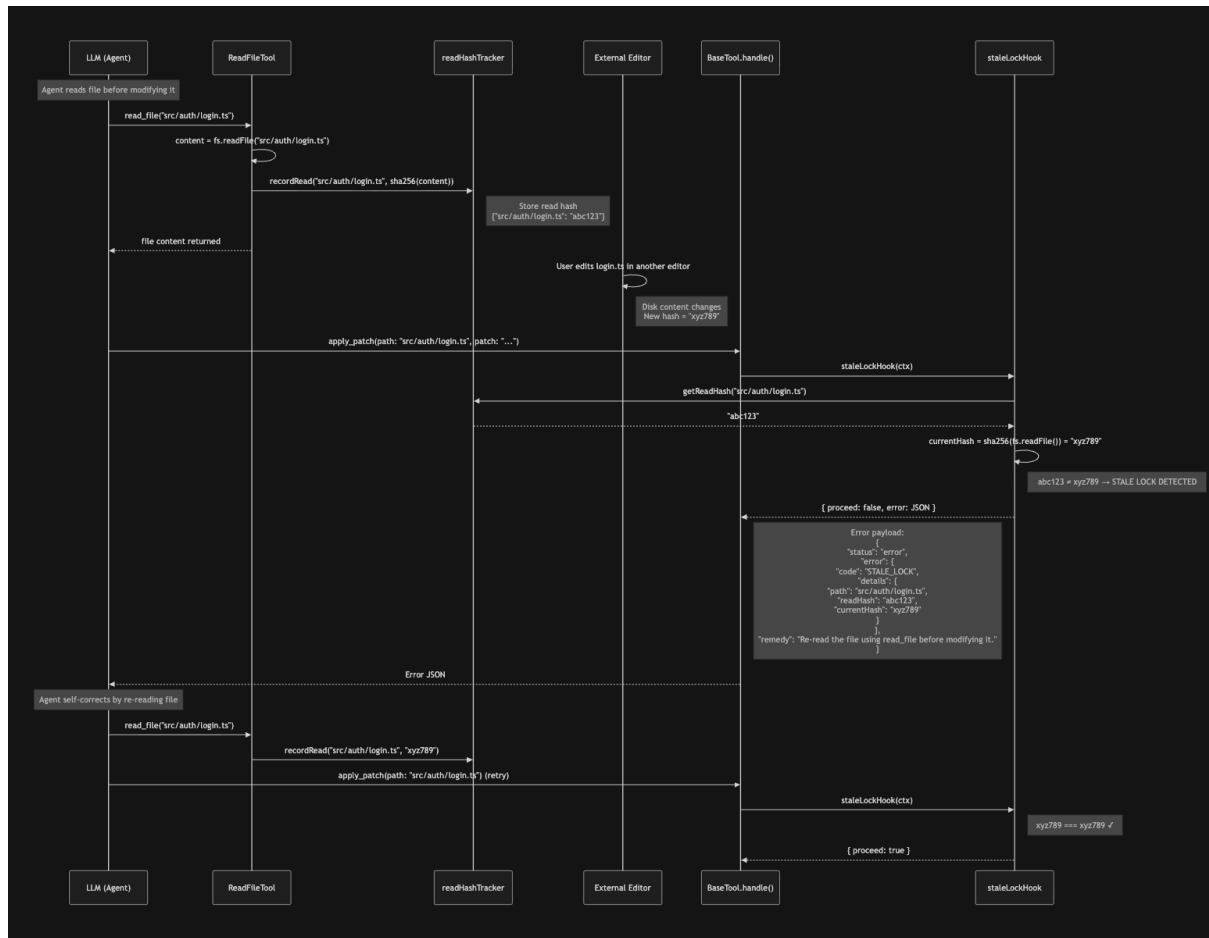 LLM (Agent)
ReadFileTool
readHashTracker
External Editor
BaseTool.handle()
staleLockHook
Agent reads file before modifying it
read_file("src/auth/login.ts")
content = fs.readFile("src/auth/login.ts")
recordRead("src/auth/login.ts", sha256(content))
Store read hash
{"src/auth/login.ts": "abc123"}
file content returned
User edits login.ts in another editor
Disk content changes
New hash = "xyz789"
apply_patch(path: "src/auth/login.ts", patch: "...")
staleLockHook(ctx)
getReadHash("src/auth/login.ts")
"abc123"
currentHash = sha256(fs.readFile()) = "xyz789"
abc123 ≠ xyz789 → STALE LOCK DETECTED
{ proceed: false, error: JSON }
Error payload:
{
"status": "error",
"error": {
"code": "STALE_LOCK",
"details": {
"path": "src/auth/login.ts",
"readHash": "abc123",
"currentHash": "xyz789"
}
},
"remedy": "Re-read the file using read_file before modifying it."
}
Error JSON
Agent self-corrects by re-reading file
read_file("src/auth/login.ts")
recordRead("src/auth/login.ts", "xyz789")
apply_patch(path: "src/auth/login.ts") (retry)
staleLockHook(ctx)
xyz789 === xyz789 ✓
{ proceed: true }
LLM (Agent)
ReadFileTool
readHashTracker
External Editor
BaseTool.handle()
staleLockHook